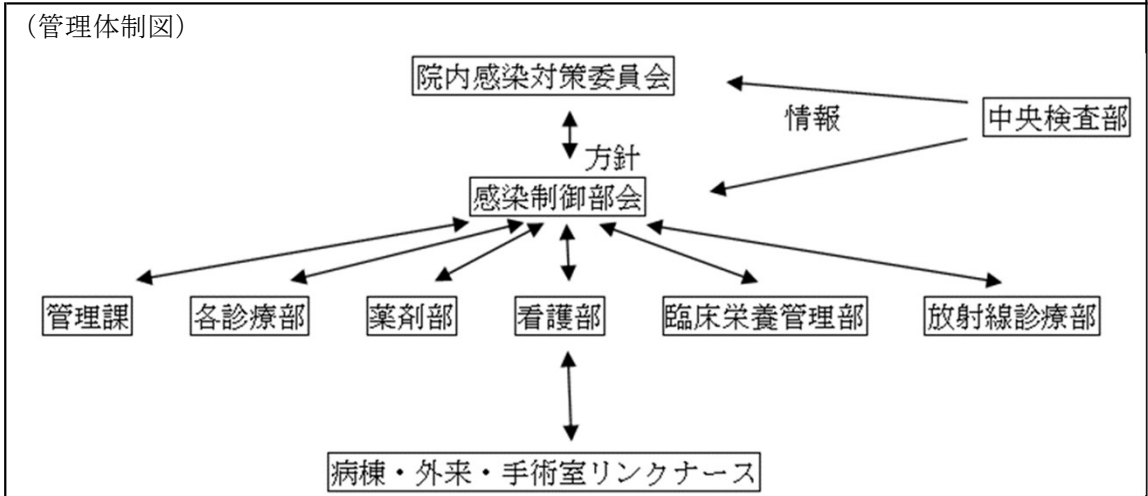 （管理体制図）
院内感染対策委員会
情報
中央検査部
方針
感染制御部会
管理課
各診療部
薬剤部
看護部
臨床栄養管理部
放射線診療部
病棟・外来・手術室リンクナース